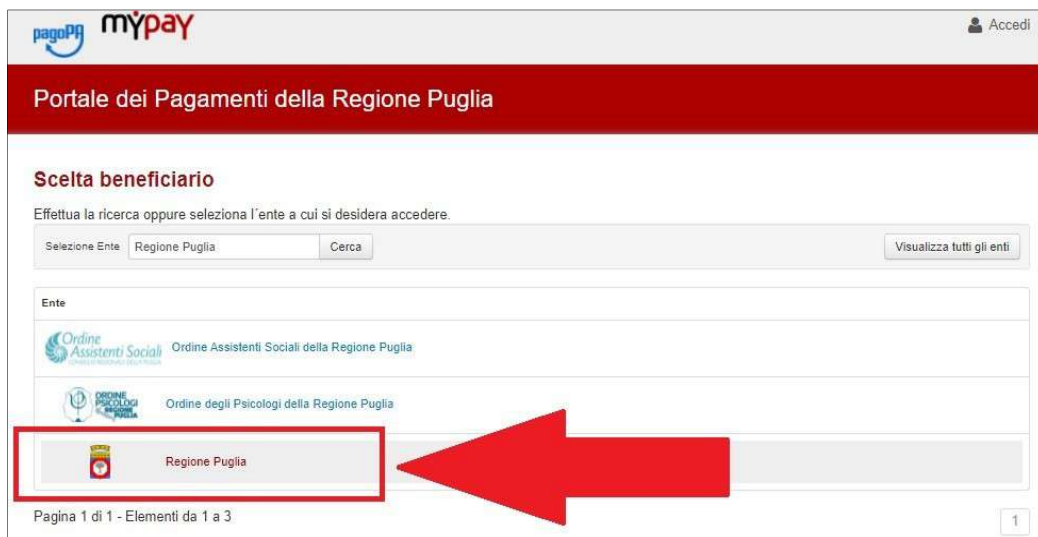 pagoPA mypay Accedi
Portale dei Pagamenti della Regione Puglia
Scelta beneficiario
Effettua la ricerca oppure seleziona l´ente a cui si desidera accedere.
Selezione Ente Regione Puglia Cerca Visualizza tutti gli enti
Ente
Ordine
Assistenti Sociali
Ordine Assistenti Sociali della Regione Puglia
ORDINE
PSICOLOGI
REGIONE
PUGLIA
Ordine degli Psicologi della Regione Puglia
Regione Puglia
Pagina 1 di 1 - Elementi da 1 a 3
1